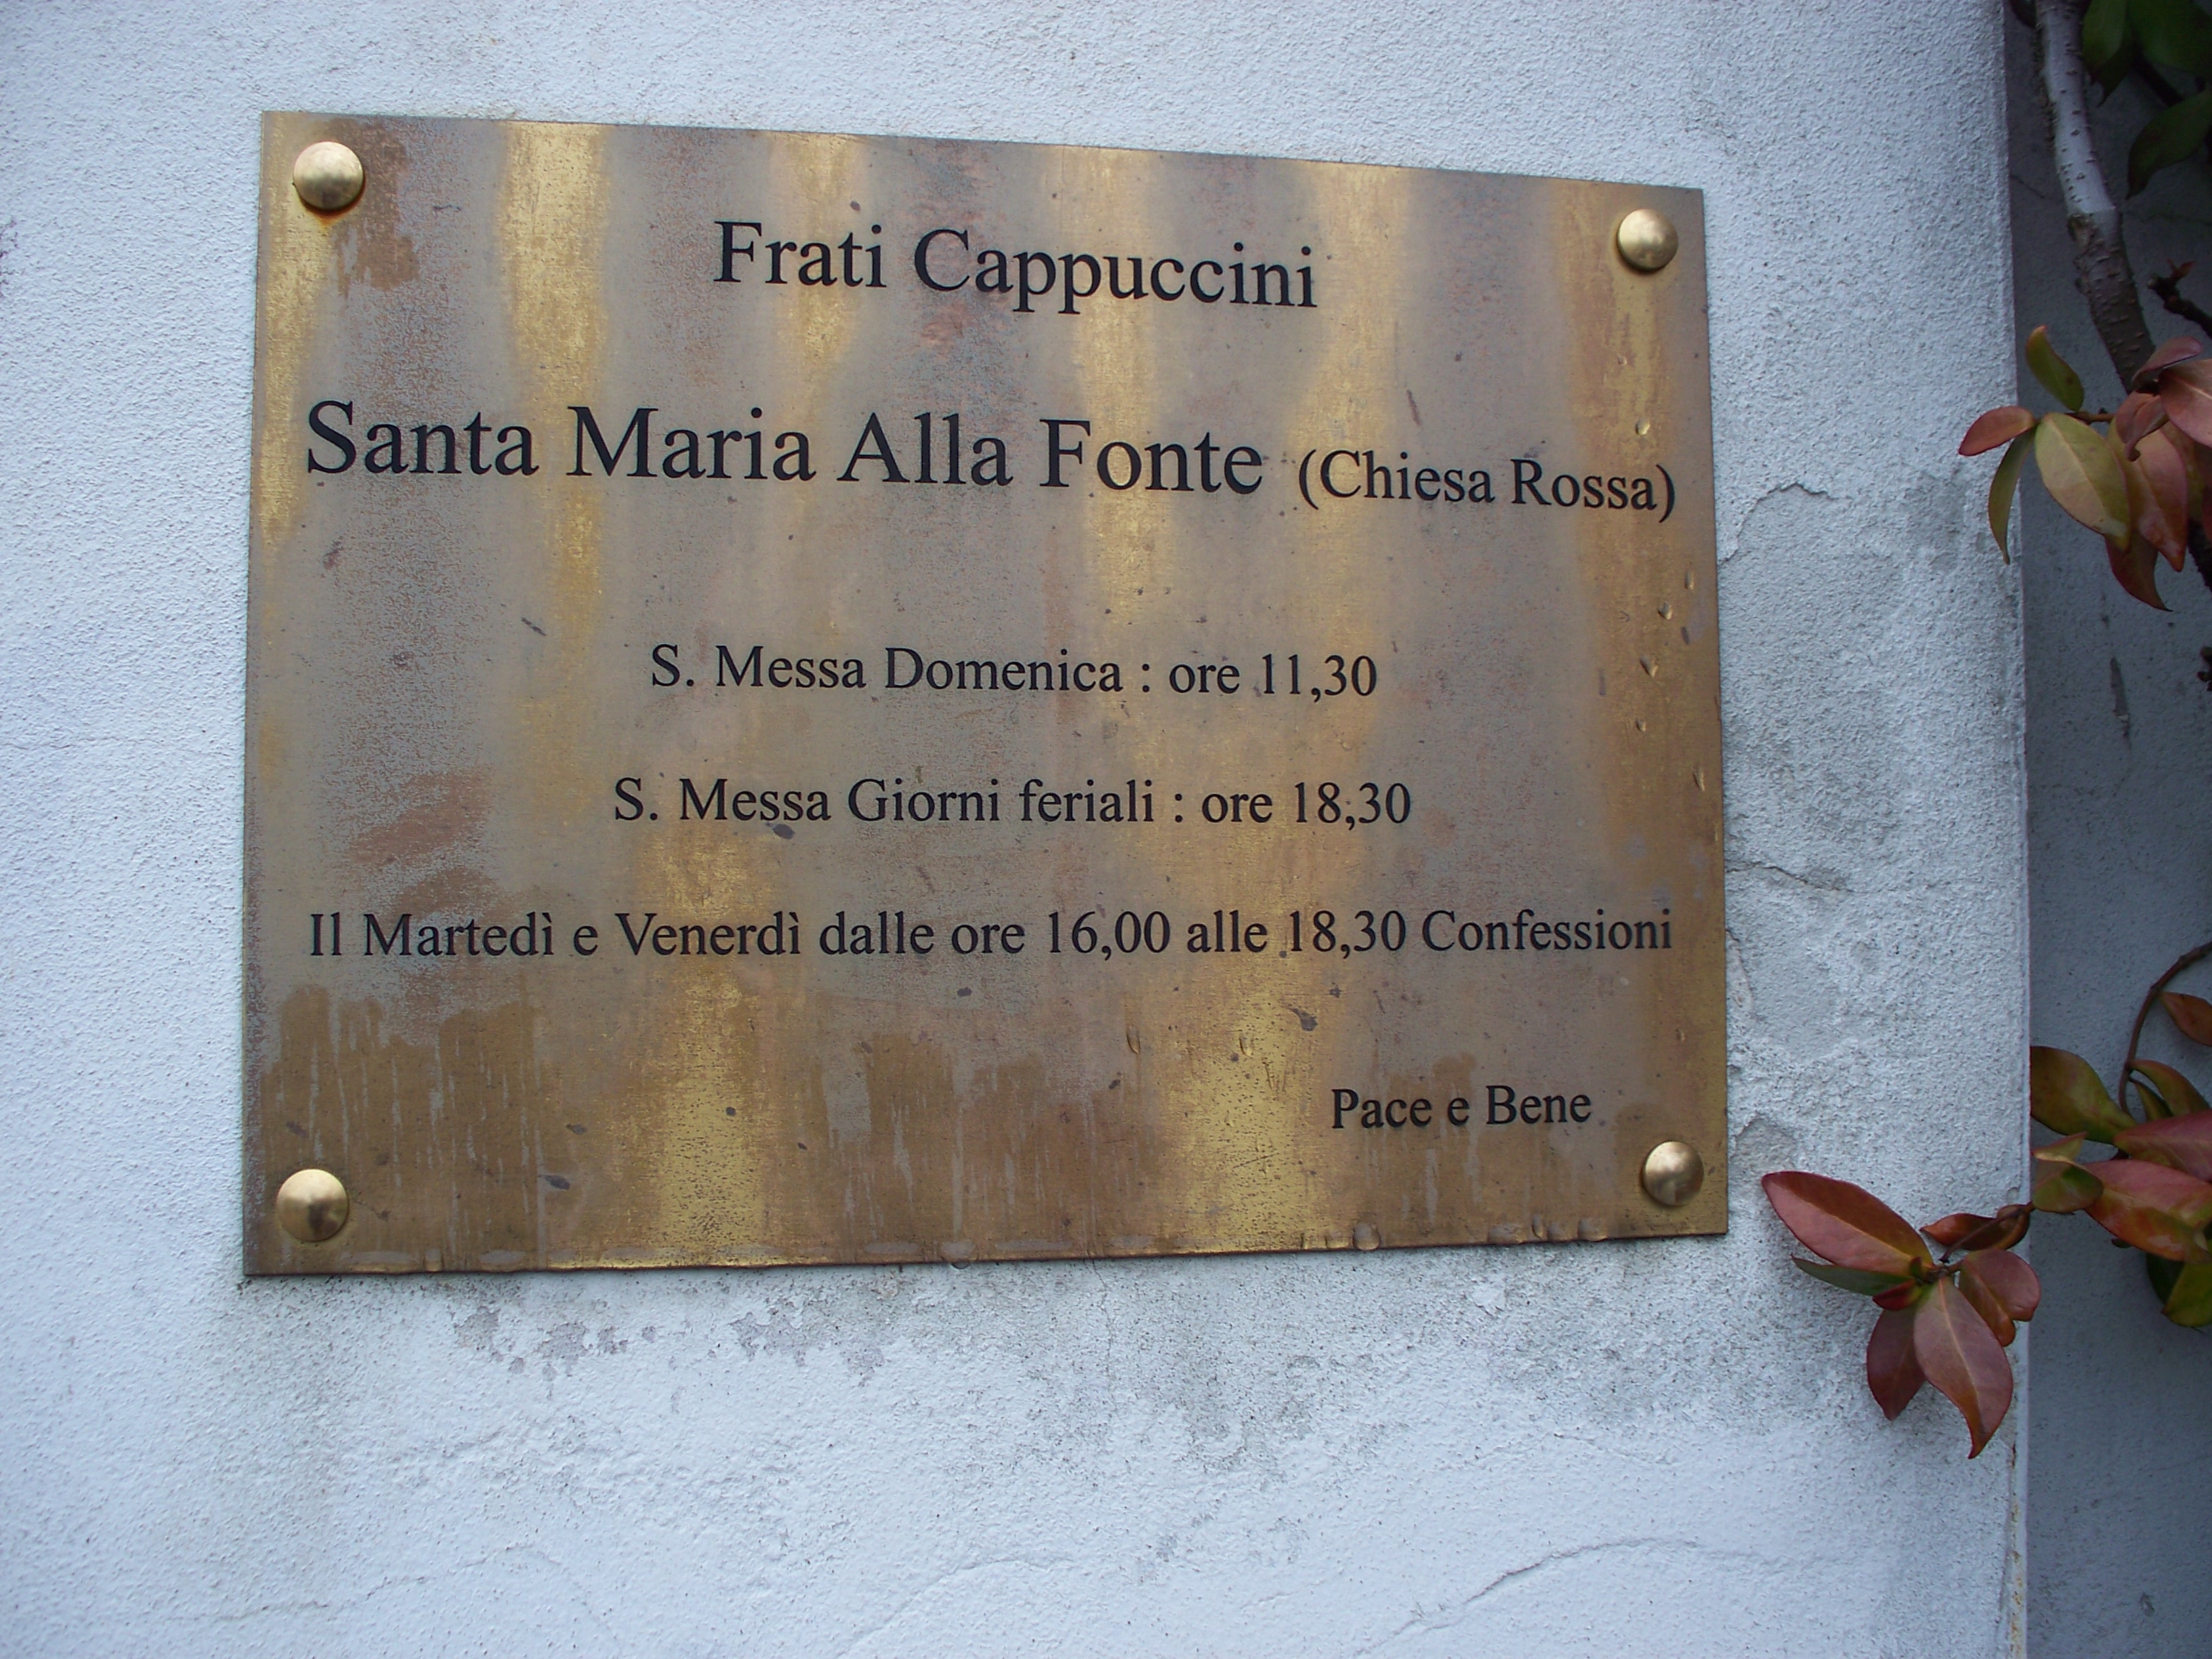 Frati Cappuccini
Santa Maria Alla Fonte (Chiesa Rossa)
S. Messa Domenica : ore 11,30
S. Messa Giorni feriali : ore 18,30
Il Martedì e Venerdì dalle ore 16,00 alle 18,30 Confessioni
Pace e Bene